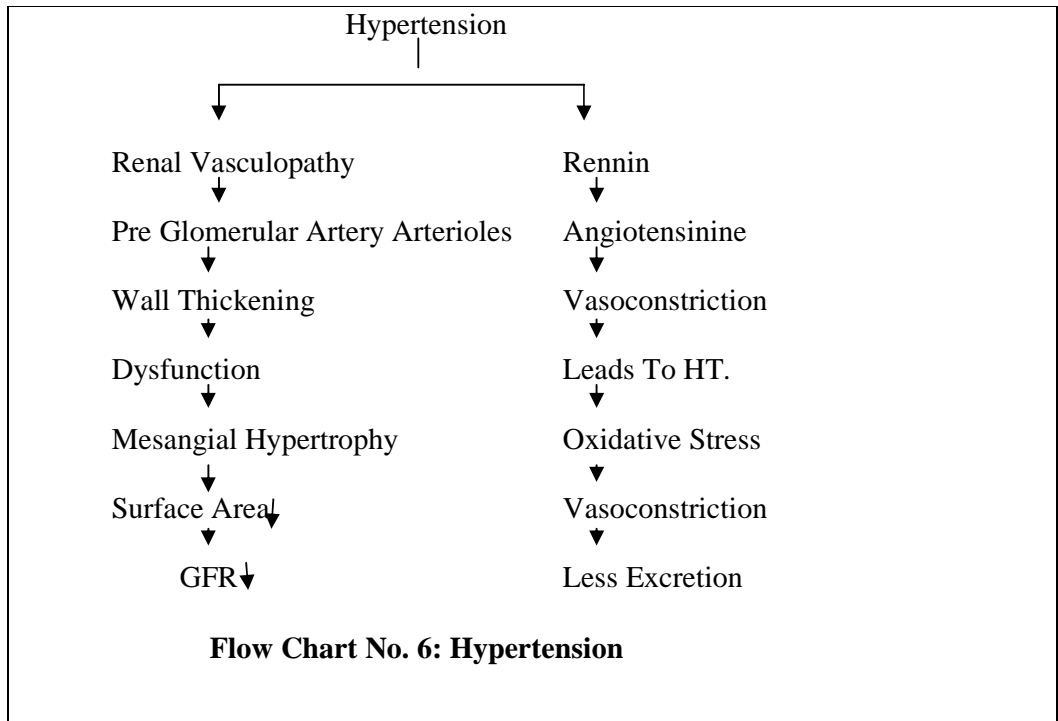 Hypertension
Renal Vasculopathy Rennin
Pre Glomerular Artery Arterioles Angiotensinine
Wall Thickening Vasoconstriction
Dysfunction Leads To HT.
Mesangial Hypertrophy Oxidative Stress
Surface Area Vasoconstriction
GFR Less Excretion
Flow Chart No. 6: Hypertension